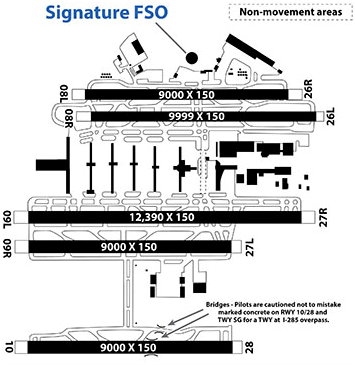 Signature FSO
Non-movement areas
08L
9000 X 150
26R
08R
9999 X 150
26L
09L
12,390 X 150
27R
09R
9000 X 150
27L
Bridges - Pilots are cautioned not to mistake
marked concrete on RWY 10/28 and
TWY SG for a TWY at I-285 overpass.
10
9000 X 150
28